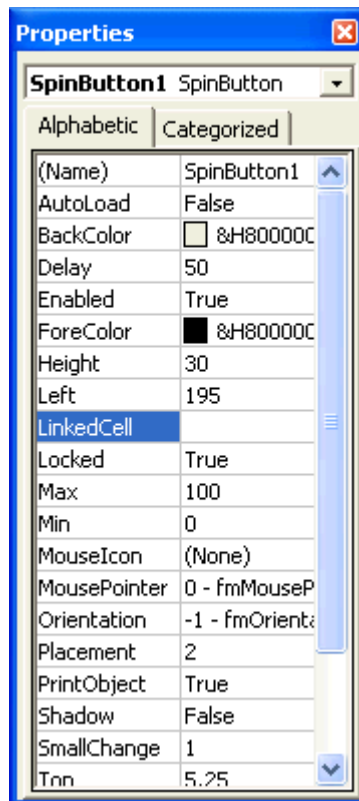 Properties
SpinButton1 SpinButton
Alphabetic Categorized
(Name) SpinButton1
AutoLoad False
BackColor &H800000
Delay 50
Enabled True
ForeColor &H800000
Height 30
Left 195
LinkedCell
Locked True
Max 100
Min 0
MouseIcon (None)
MousePointer 0 - fmMouseP
Orientation -1 - fmOrienta
Placement 2
PrintObject True
Shadow False
SmallChange 1
Top 5.25